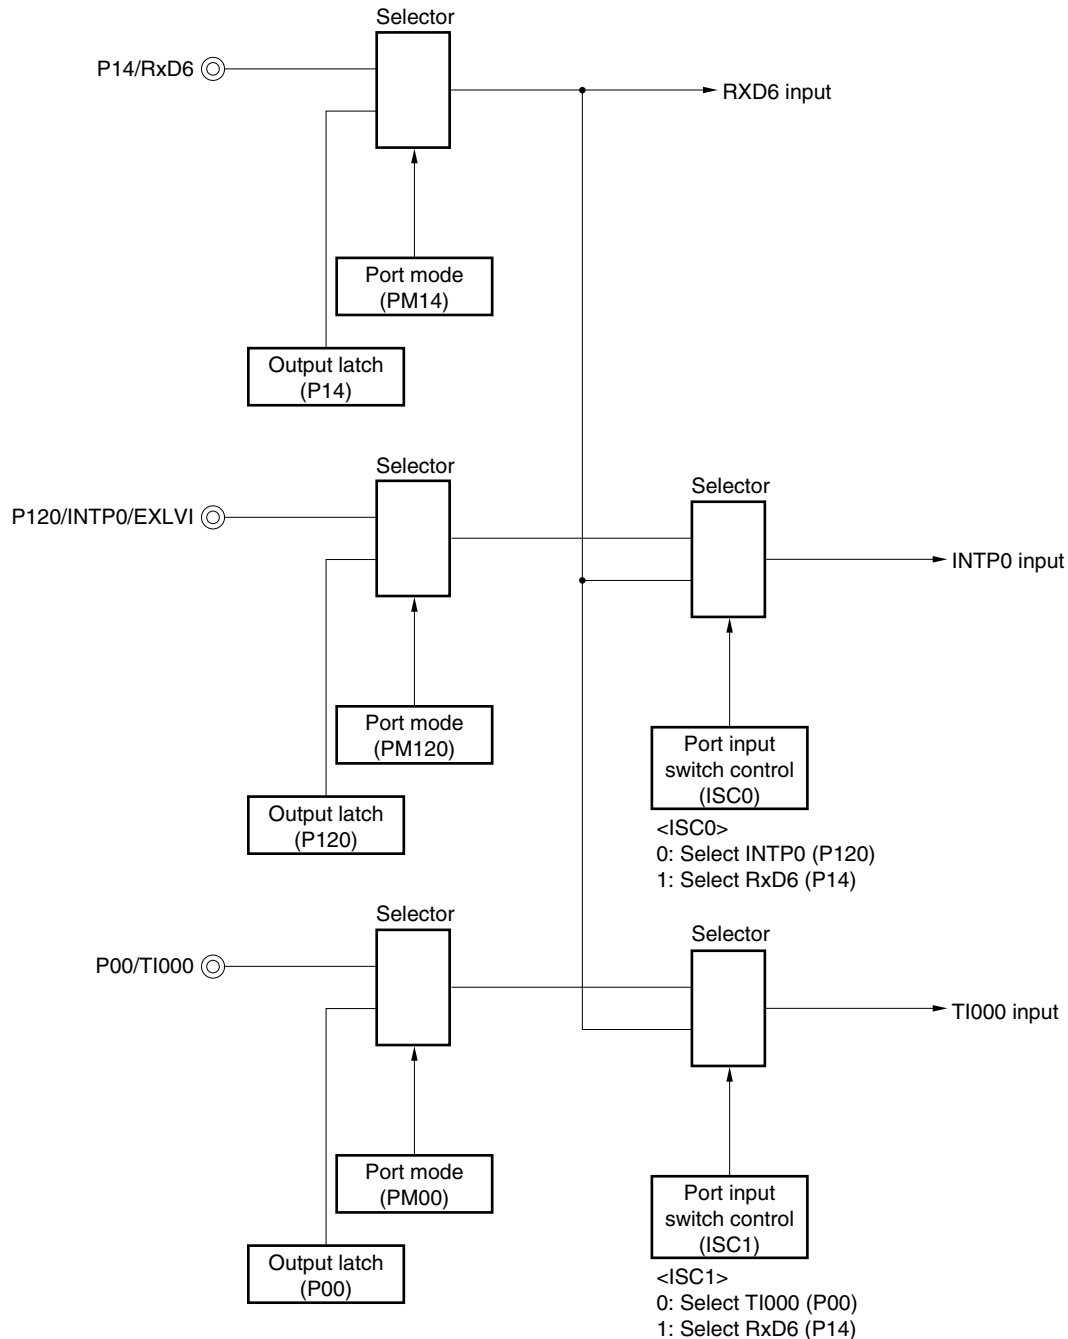 Selector
P14/RxD6
RXD6 input
Port mode
(PM14)
Output latch
(P14)
Selector
P120/INTP0/EXLVI
Selector
INTP0 input
Port mode
(PM120)
Output latch
(P120)
Port input
switch control
(ISC0)
<ISC0>
0: Select INTP0 (P120)
1: Select RxD6 (P14)
Selector
P00/TI000
Selector
TI000 input
Port mode
(PM00)
Output latch
(P00)
Port input
switch control
(ISC1)
<ISC1>
0: Select TI000 (P00)
1: Select RxD6 (P14)